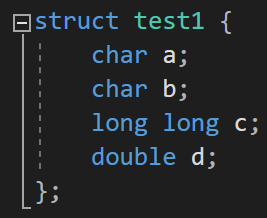 struct test1 {
    char a;
    char b;
    long long c;
    double d;
};